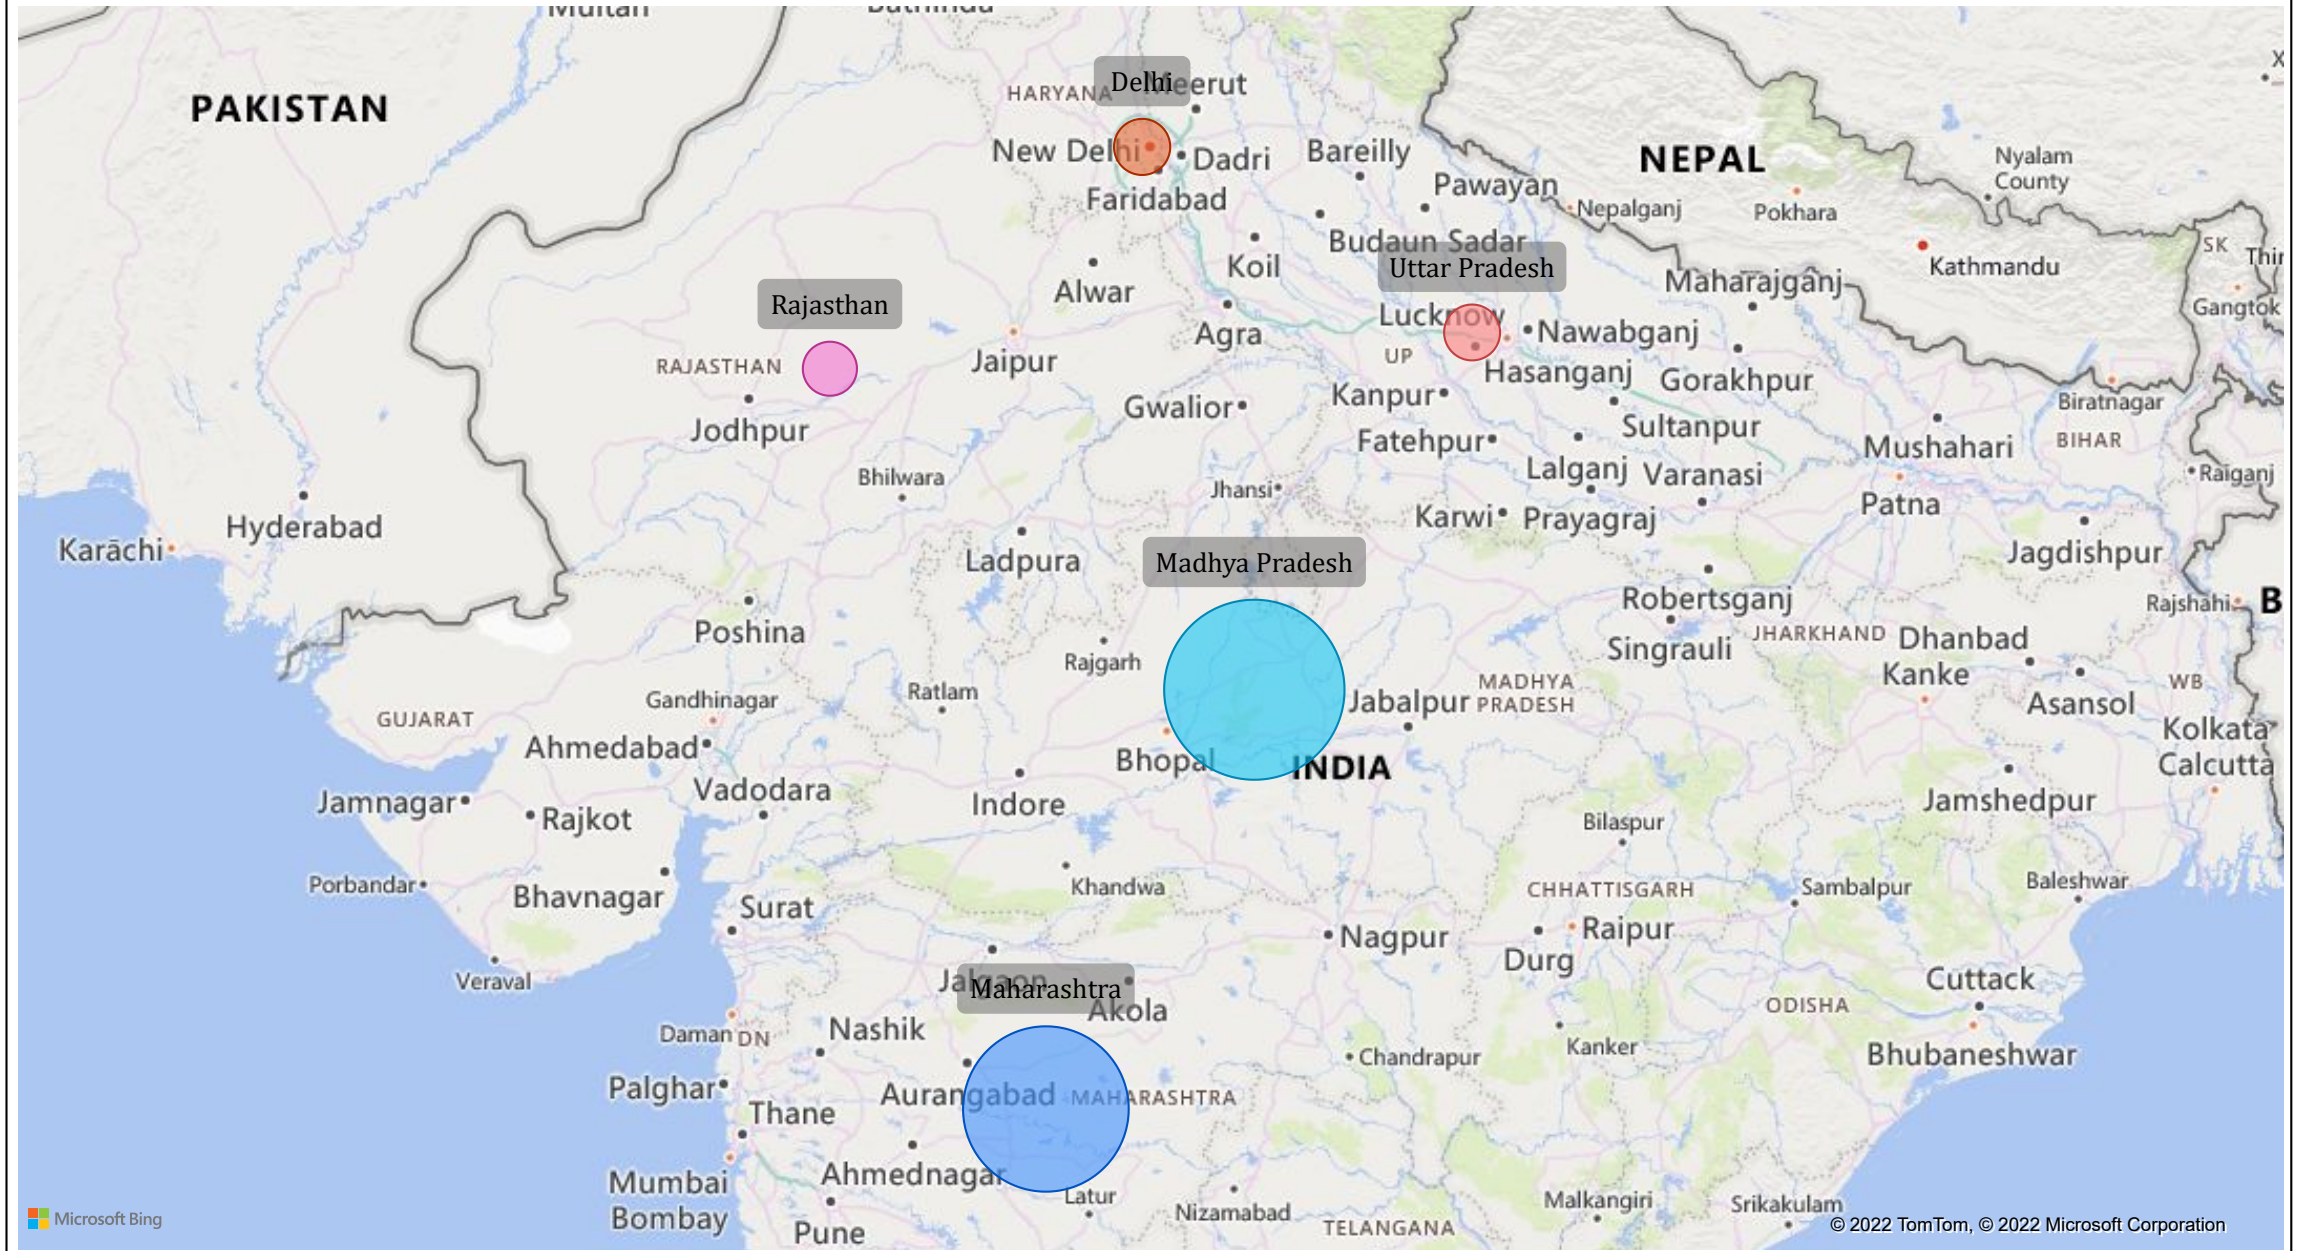 Multan
Bathinda
PAKISTAN
HARYANA
Delhi
Meerut
New Delhi
Dadri
Bareilly
NEPAL
Nyalam
County
Faridabad
Pawayan
Nepalganj
Pokhara
Budaun Sadar
Koil
Uttar Pradesh
Maharajgânj
Kathmandu
SK
Gangtok
Alwar
Rajasthan
Lucknow
Nawabganj
Agra
RAJASTHAN
Jaipur
UP
Hasanganj
Gorakhpur
Kanpur
Gwalior
Biratnagar
Jodhpur
Fatehpur
Sultanpur
Mushahari
BIHAR
Bhilwara
Jhansi
Lalganj
Varanasi
Raiganj
Patna
Karwi
Prayagraj
Hyderabad
Karāchi
Ladpura
Madhya Pradesh
Jagdishpur
Robertsganj
Rajshahi
B
Poshina
Rajgarh
Singrauli
JHARKHAND
Dhanbad
Kanke
Gandhinagar
Ratlam
Jabalpur
MADHYA
PRADESH
WB
Asansol
GUJARAT
Ahmedabad
Bhopal
INDIA
Kolkata
Calcutta
Vadodara
Jamnagar
Rajkot
Indore
Jamshedpur
Bilaspur
Porbandar
Bhavnagar
Khandwa
CHHATTISGARH
Sambalpur
Baleshwar
Surat
Nagpur
Raipur
Durg
Veraval
Jalgaon
Maharashtra
Akola
Cuttack
ODISHA
Daman
DN
Nashik
Chandrapur
Kanker
Bhubaneshwar
Palghar
Aurangabad
MAHARASHTRA
Thane
Mumbai
Bombay
Ahmednagar
Latur
Nizamabad
Malkangiri
Srikakulam
Pune
TELANGANA
Microsoft Bing
© 2022 TomTom, © 2022 Microsoft Corporation